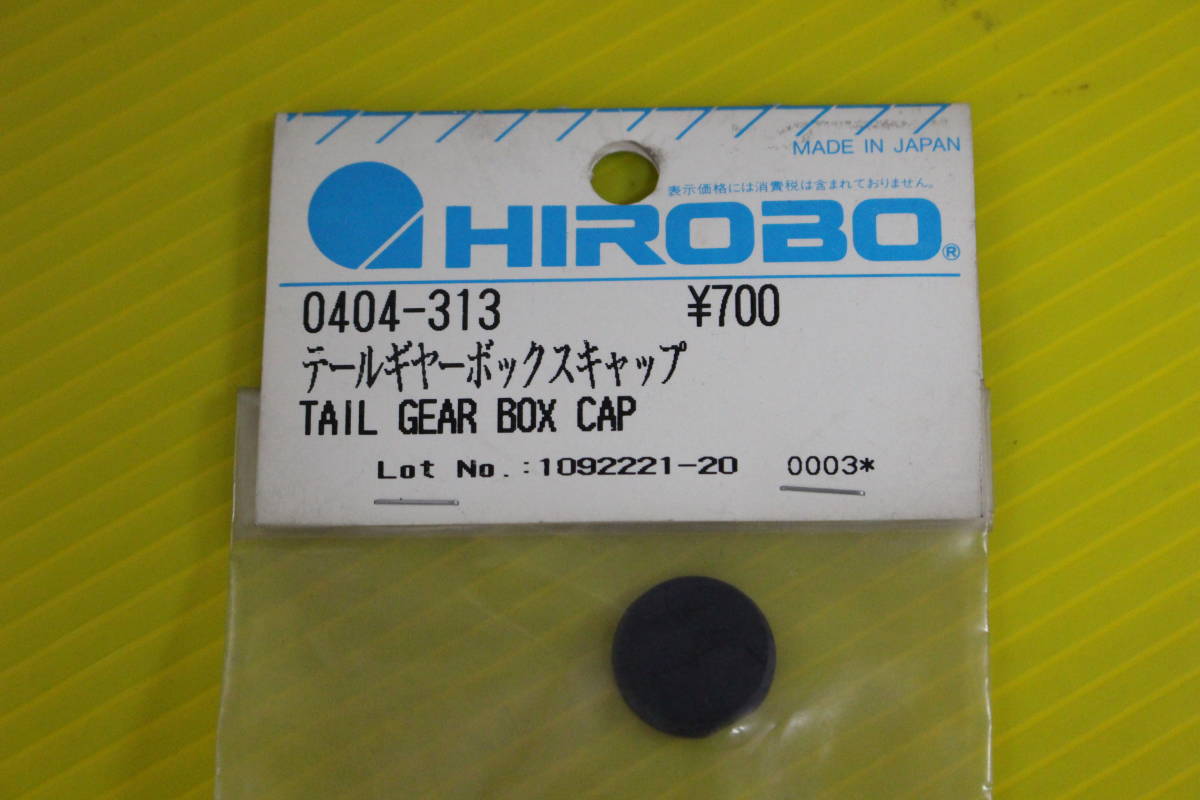 MADE IN JAPAN
表示価格には消費税は含まれておりません。
HIROBO®
0404-313 ¥700
テールギヤーボックスキャップ
TAIL GEAR BOX CAP
Lot No.:1092221-20 0003*